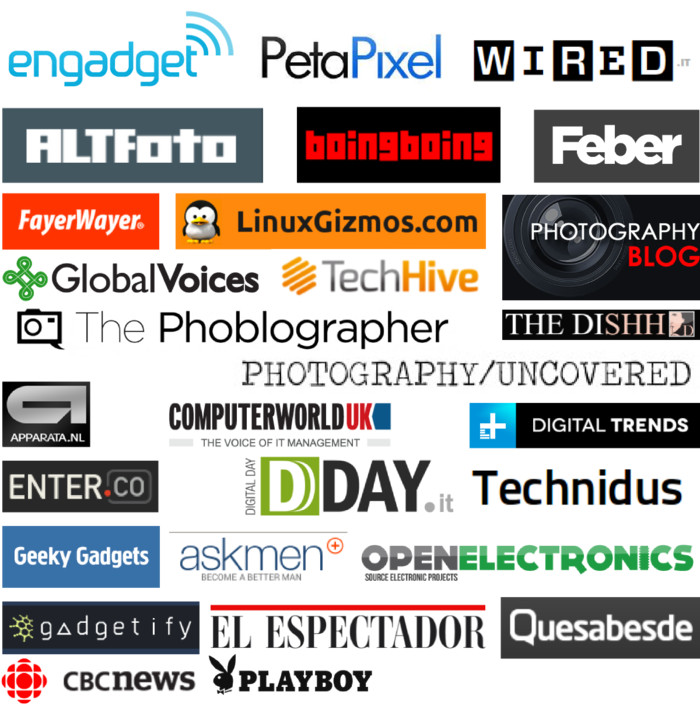 engadget PetaPixel WIRED .IT
ALTFoto boingboing Feber
FayerWayer® LinuxGizmos.com PHOTOGRAPHY
BLOG
GlobalVoices TechHive
The Phoblographer THE DISHH
PHOTOGRAPHY/UNCOVERED
APPARATA.NL
COMPUTERWORLDUK
THE VOICE OF IT MANAGEMENT
DIGITAL TRENDS
ENTER.CO
DIGITAL DAY
D DAY.it
Technidus
Geeky Gadgets
askmen
BECOME A BETTER MAN
OPENELECTRONICS
SOURCE ELECTRONIC PROJECTS
gadgetify EL ESPECTADOR Quesabesde
CBCnews PLAYBOY